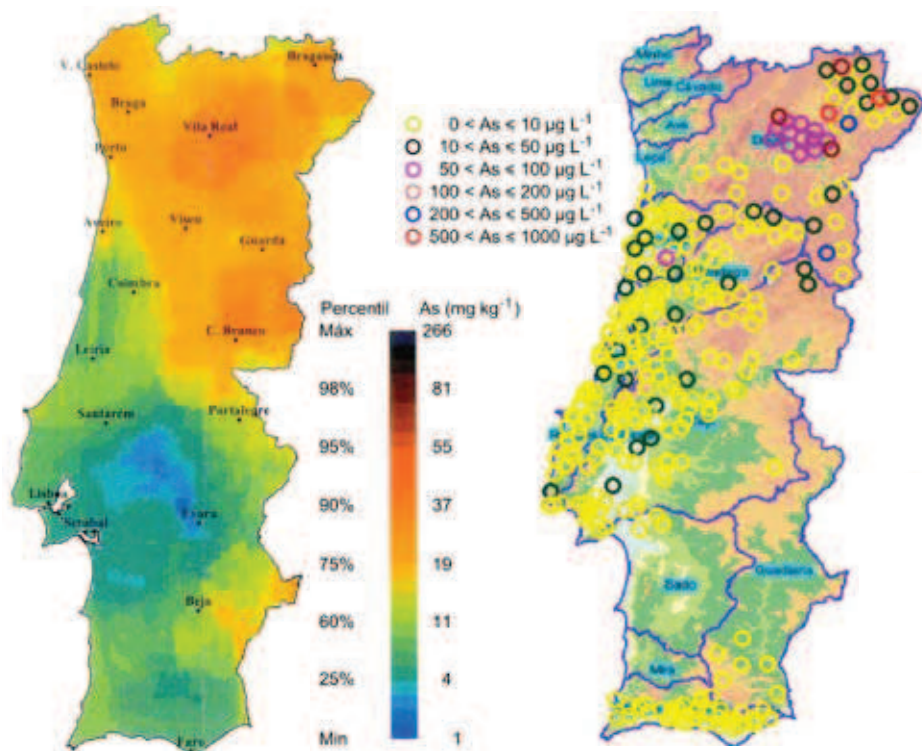 V. Castelo
Bragança
Braga
Vila Real
Porto
Viseu
Aveiro
Guarda
Coimbra
C. Branco
Leiria
Santarém
Portalegre
Lisboa
Setúbal
Évora
Beja
Faro
Percentil As (mg kg⁻¹)
Máx 266
98% 81
95% 55
90% 37
75% 19
60% 11
25% 4
Min 1
0 < As ≤ 10 µg L⁻¹
10 < As ≤ 50 µg L⁻¹
50 < As ≤ 100 µg L⁻¹
100 < As ≤ 200 µg L⁻¹
200 < As ≤ 500 µg L⁻¹
500 < As ≤ 1000 µg L⁻¹
Minho
Lima
Cávado
Ave
Leça
Sado
Guadiana
Mira